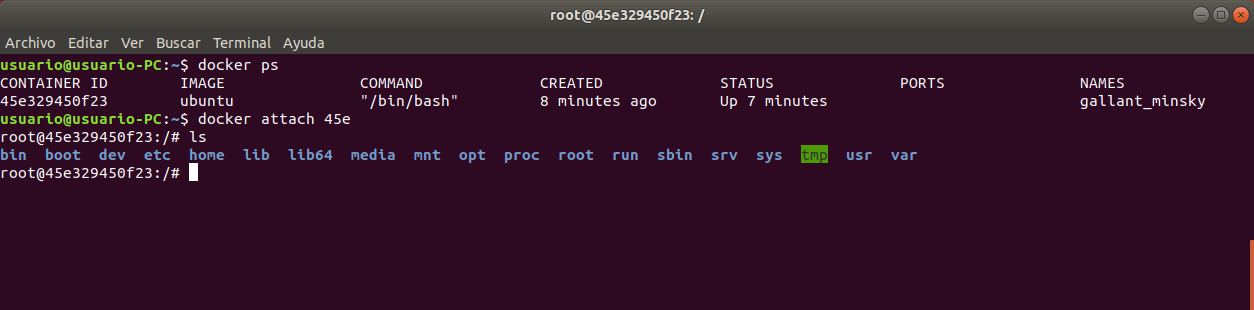 root@45e329450f23: /
Archivo Editar Ver Buscar Terminal Ayuda
usuario@usuario-PC:~$ docker ps
CONTAINER ID        IMAGE               COMMAND             CREATED             STATUS              PORTS               NAMES
45e329450f23        ubuntu              "/bin/bash"         8 minutes ago       Up 7 minutes                            gallant_minsky
usuario@usuario-PC:~$ docker attach 45e
root@45e329450f23:/# ls
bin  boot  dev  etc  home  lib  lib64  media  mnt  opt  proc  root  run  sbin  srv  sys  tmp  usr  var
root@45e329450f23:/#